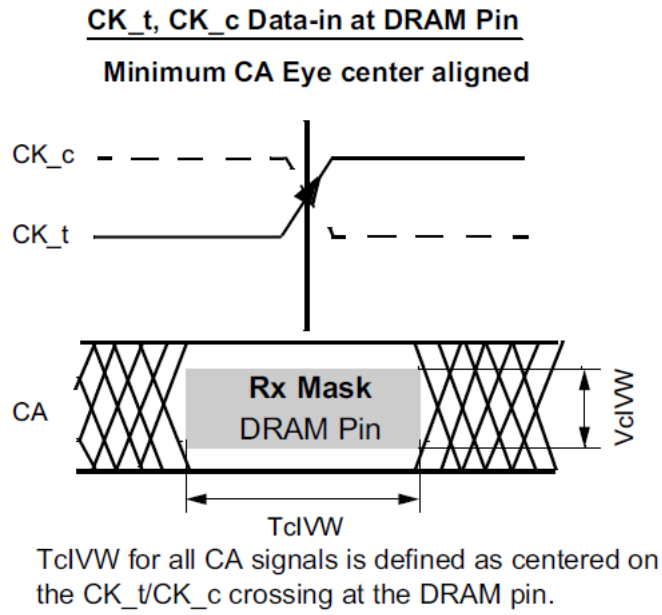 CK_t, CK_c Data-in at DRAM Pin
Minimum CA Eye center aligned
CK_c
CK_t
CA
Rx Mask
DRAM Pin
VcIVW
TcIVW
TcIVW for all CA signals is defined as centered on
the CK_t/CK_c crossing at the DRAM pin.